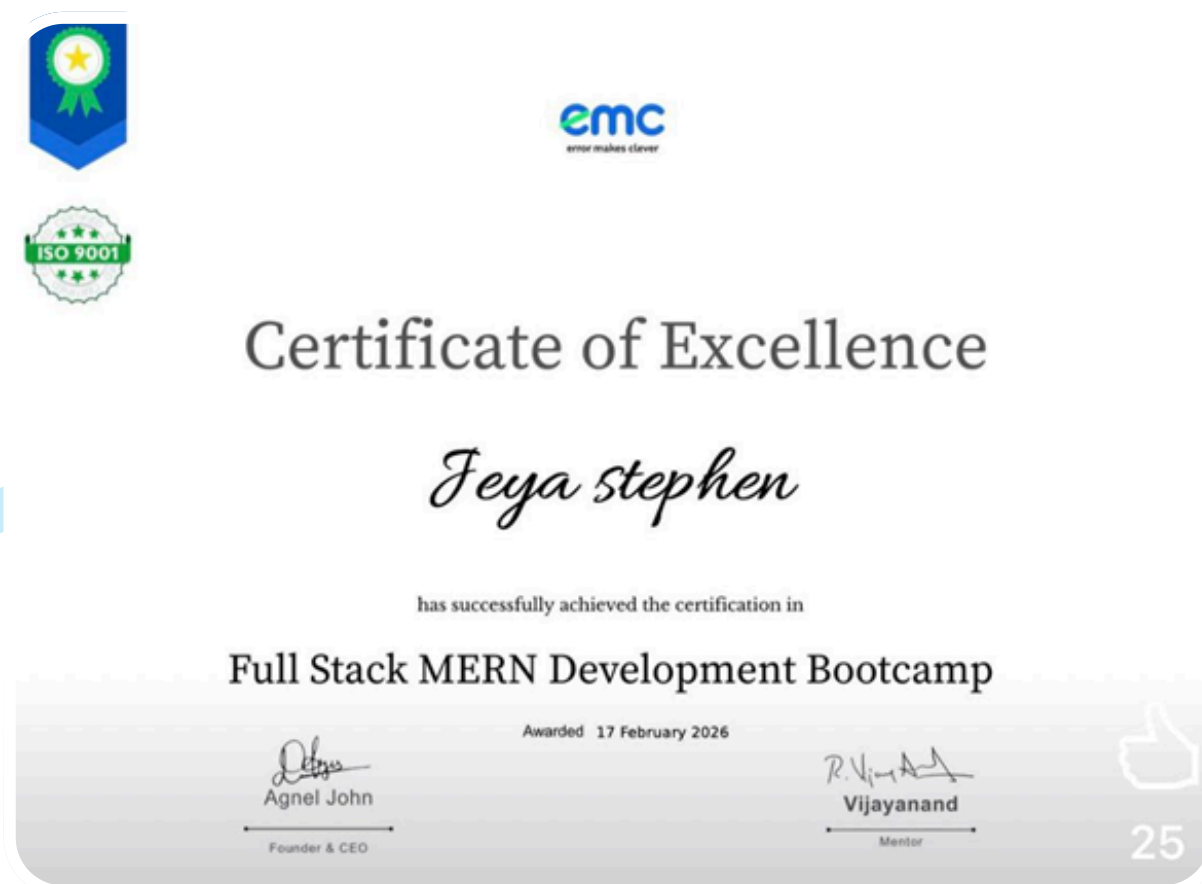 emc
error makes clever
ISO 9001
Certificate of Excellence
Jeya stephen
has successfully achieved the certification in
Full Stack MERN Development Bootcamp
Awarded 17 February 2026
R. Vijay
Agnel John
Vijayanand
Founder & CEO
Mentor
25